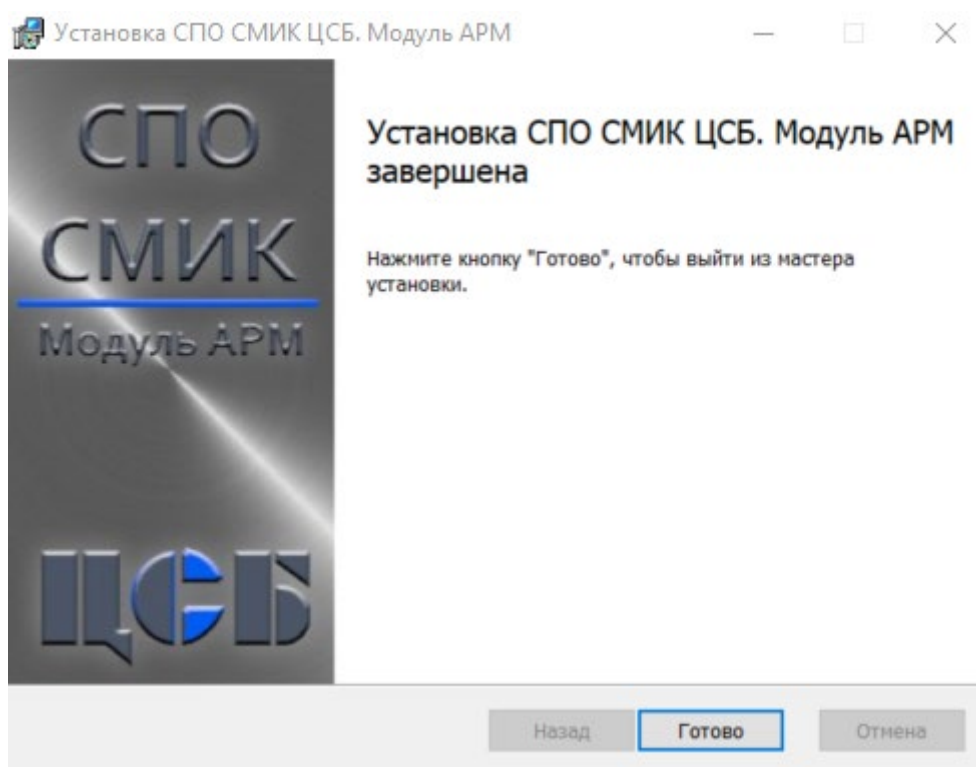 Установка СПО СМИК ЦСБ. Модуль АРМ
СПО
СМИК
Модуль АРМ
ЦСБ
Установка СПО СМИК ЦСБ. Модуль АРМ
завершена
Нажмите кнопку "Готово", чтобы выйти из мастера
установки.
Назад
Готово
Отмена